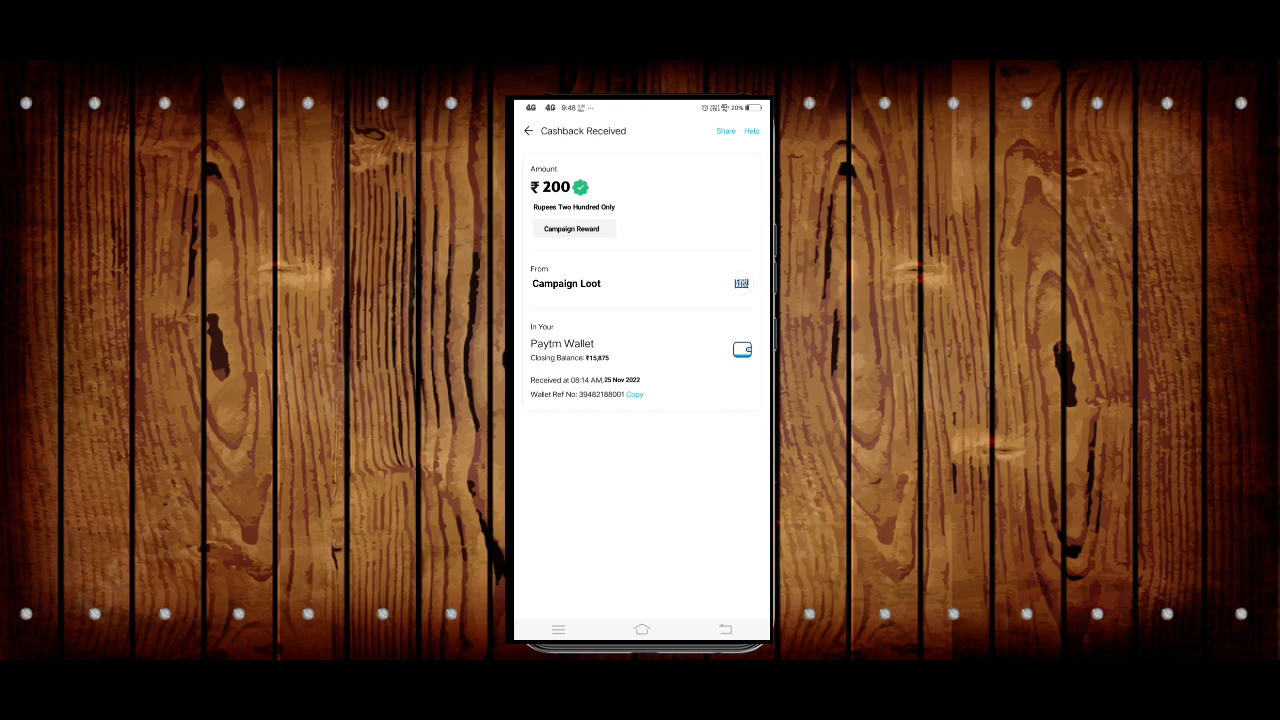 4G 4G 9:48 ... 20%
Cashback Received Share Help
Amount
₹ 200
Rupees Two Hundred Only
Campaign Reward
From
Campaign Loot
In Your
Paytm Wallet
Closing Balance: ₹15,875
Received at 08:14 AM, 25 Nov 2022
Wallet Ref No: 39482188001 Copy